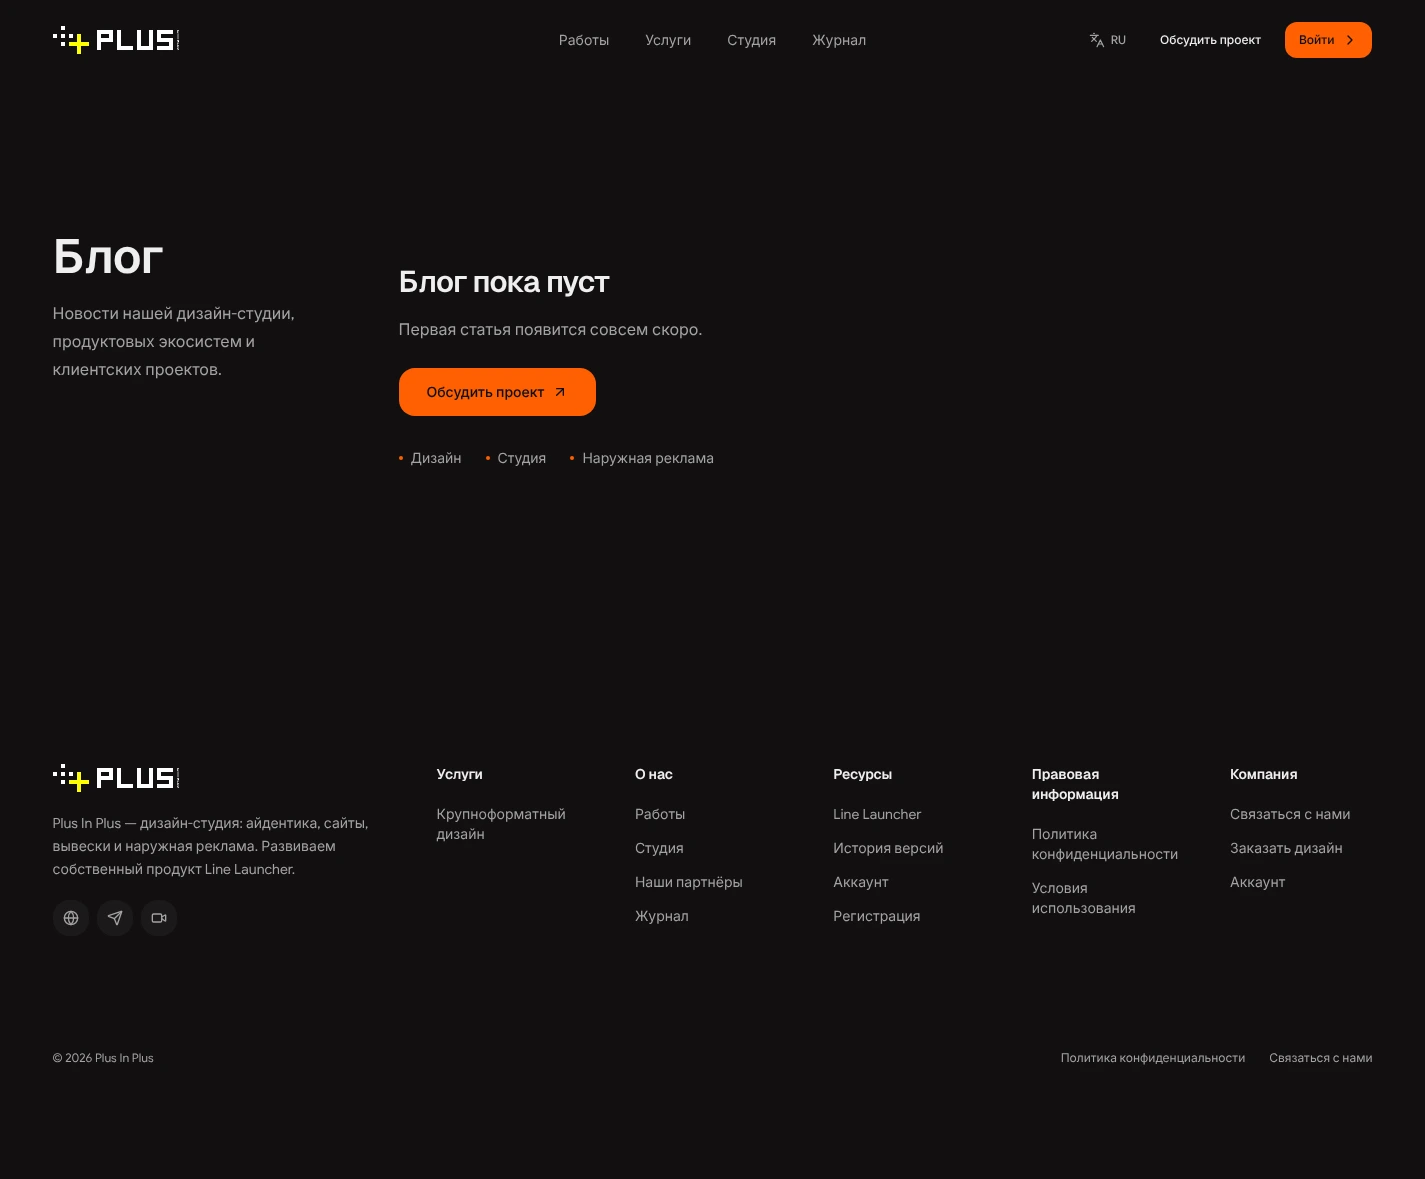 PLUS
Работы
Услуги
Студия
Журнал
RU
Обсудить проект
Войти
Блог
Новости нашей дизайн-студии,
продуктовых экосистем и
клиентских проектов.
Блог пока пуст
Первая статья появится совсем скоро.
Обсудить проект
Дизайн
Студия
Наружная реклама
PLUS
Plus In Plus — дизайн-студия: айдентика, сайты,
вывески и наружная реклама. Развиваем
собственный продукт Line Launcher.
Услуги
Крупноформатный
дизайн
О нас
Работы
Студия
Наши партнёры
Журнал
Ресурсы
Line Launcher
История версий
Аккаунт
Регистрация
Правовая
информация
Политика
конфиденциальности
Условия
использования
Компания
Связаться с нами
Заказать дизайн
Аккаунт
© 2026 Plus In Plus
Политика конфиденциальности
Связаться с нами